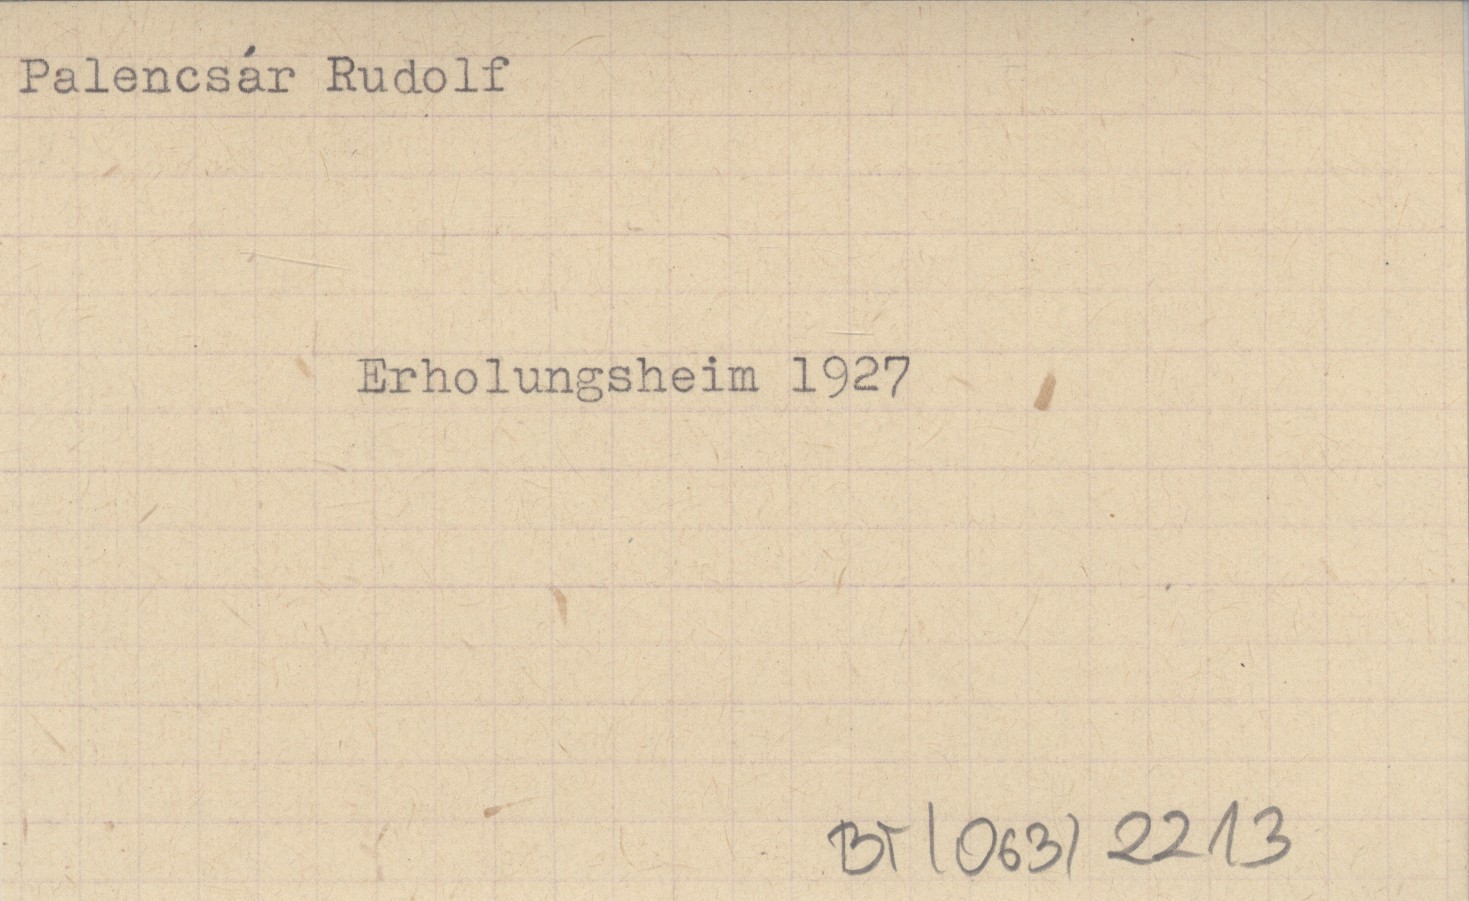 Palencsár Rudolf
Erholungsheim 1927
BT (063) 2213